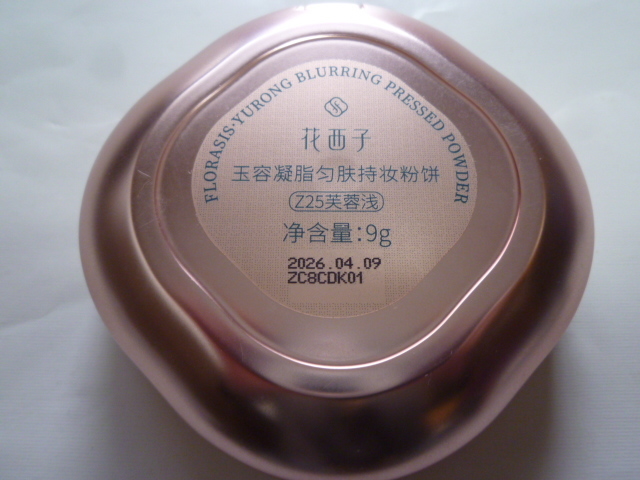 FLORASIS·YURONG BLURRING PRESSED POWDER
花西子
玉容凝脂匀肤持妆粉饼
Z25芙蓉浅
净含量:9g
2026.04.09
ZC8CDK01